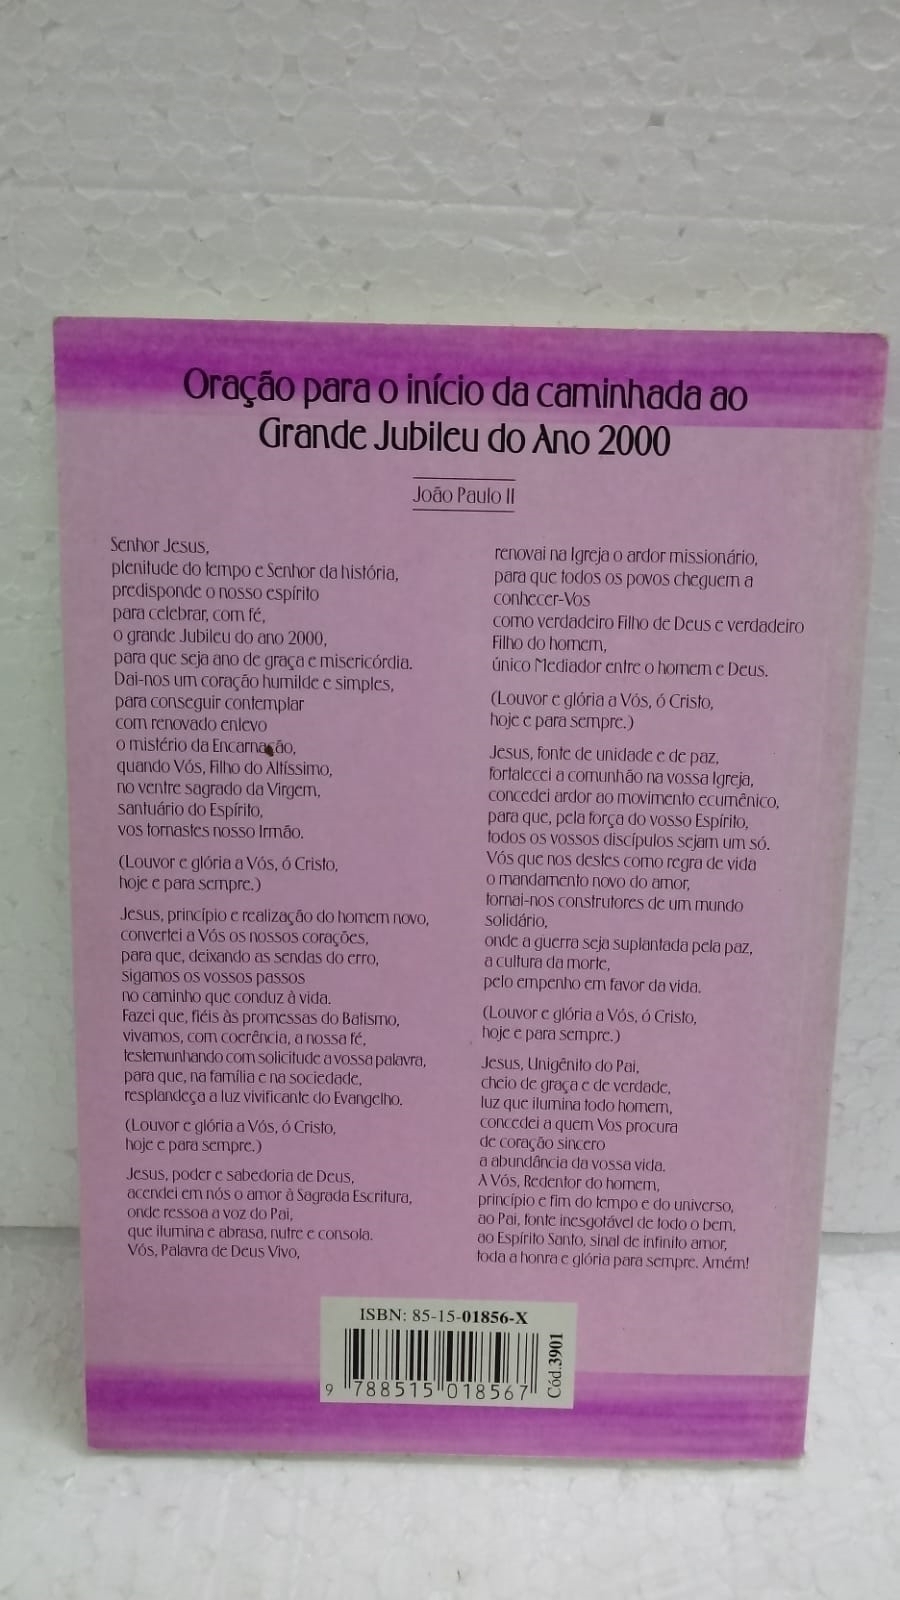 Oração para o início da caminhada ao
Grande Jubileu do Ano 2000
João Paulo II
Senhor Jesus,
plenitude do tempo e Senhor da história,
predisponde o nosso espírito
para celebrar, com fé,
o grande Jubileu do ano 2000,
para que seja ano de graça e misericórdia.
Dai-nos um coração humilde e simples,
para conseguir contemplar
com renovado enlevo
o mistério da Encarnação,
quando Vós, Filho do Altíssimo,
no ventre sagrado da Virgem,
santuário do Espírito,
vos tornastes nosso Irmão.
(Louvor e glória a Vós, ó Cristo,
hoje e para sempre.)
Jesus, princípio e realização do homem novo,
convertei a Vós os nossos corações,
para que, deixando as sendas do erro,
sigamos os vossos passos
no caminho que conduz à vida.
Fazei que, fiéis às promessas do Batismo,
vivamos, com coerência, a nossa fé,
testemunhando com solicitude a vossa palavra,
para que, na família e na sociedade,
resplandeça a luz vivificante do Evangelho.
(Louvor e glória a Vós, ó Cristo,
hoje e para sempre.)
Jesus, poder e sabedoria de Deus,
acendei em nós o amor à Sagrada Escritura,
onde ressoa a voz do Pai,
que ilumina e abrasa, nutre e consola.
Vós, Palavra de Deus Vivo,
renovai na Igreja o ardor missionário,
para que todos os povos cheguem a
conhecer-Vos
como verdadeiro Filho de Deus e verdadeiro
Filho do homem,
único Mediador entre o homem e Deus.
(Louvor e glória a Vós, ó Cristo,
hoje e para sempre.)
Jesus, fonte de unidade e de paz,
fortalecei a comunhão na vossa Igreja,
concedei ardor ao movimento ecumênico,
para que, pela força do vosso Espírito,
todos os vossos discípulos sejam um só.
Vós que nos destes como regra de vida
o mandamento novo do amor,
tornai-nos construtores de um mundo
solidário,
onde a guerra seja suplantada pela paz,
a cultura da morte,
pelo empenho em favor da vida.
(Louvor e glória a Vós, ó Cristo,
hoje e para sempre.)
Jesus, Unigênito do Pai,
cheio de graça e de verdade,
luz que ilumina todo homem,
concedei a quem Vos procura
de coração sincero
a abundância da vossa vida.
A Vós, Redentor do homem,
princípio e fim do tempo e do universo,
ao Pai, fonte inesgotável de todo o bem,
ao Espírito Santo, sinal de infinito amor,
toda a honra e glória para sempre. Amém!
ISBN: 85-15-01856-X
9 788515 018567
Cód.3901